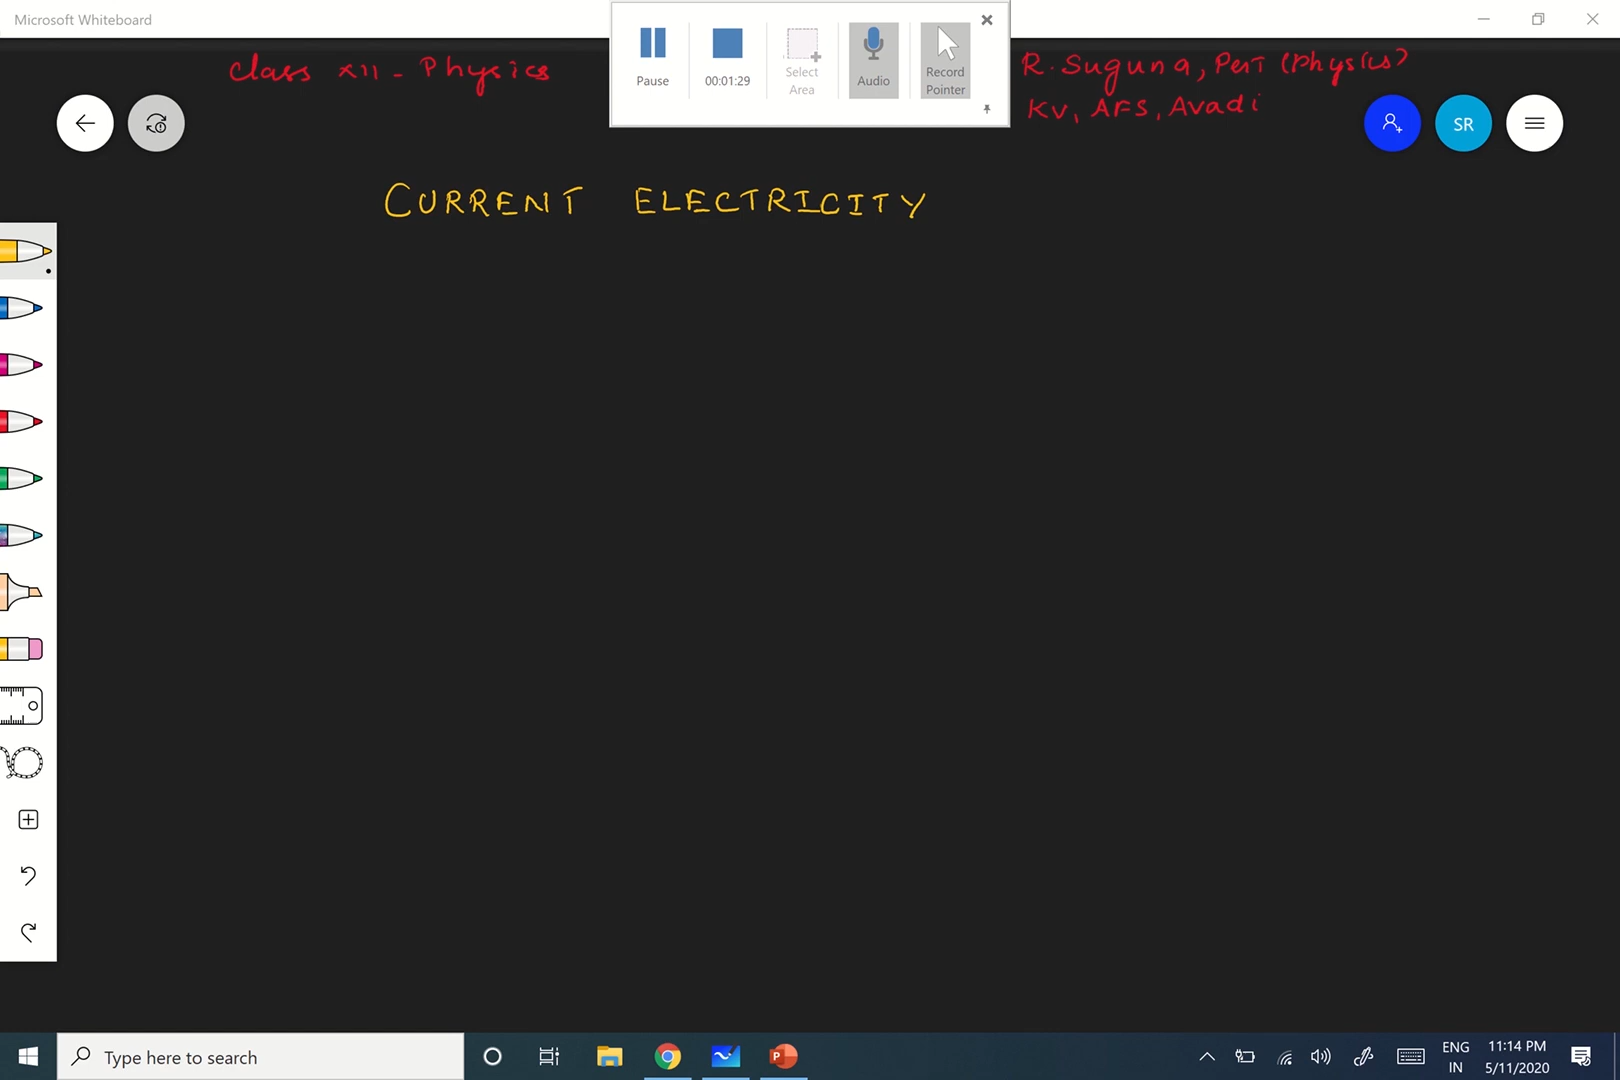 Microsoft Whiteboard
Pause
00:01:29
Select Area
Audio
Record Pointer
Class XII - Physics
R. Suguna, PGT (Physics)
KV, AFS, Avadi
SR
CURRENT ELECTRICITY
Type here to search
ENG
IN
11:14 PM
5/11/2020